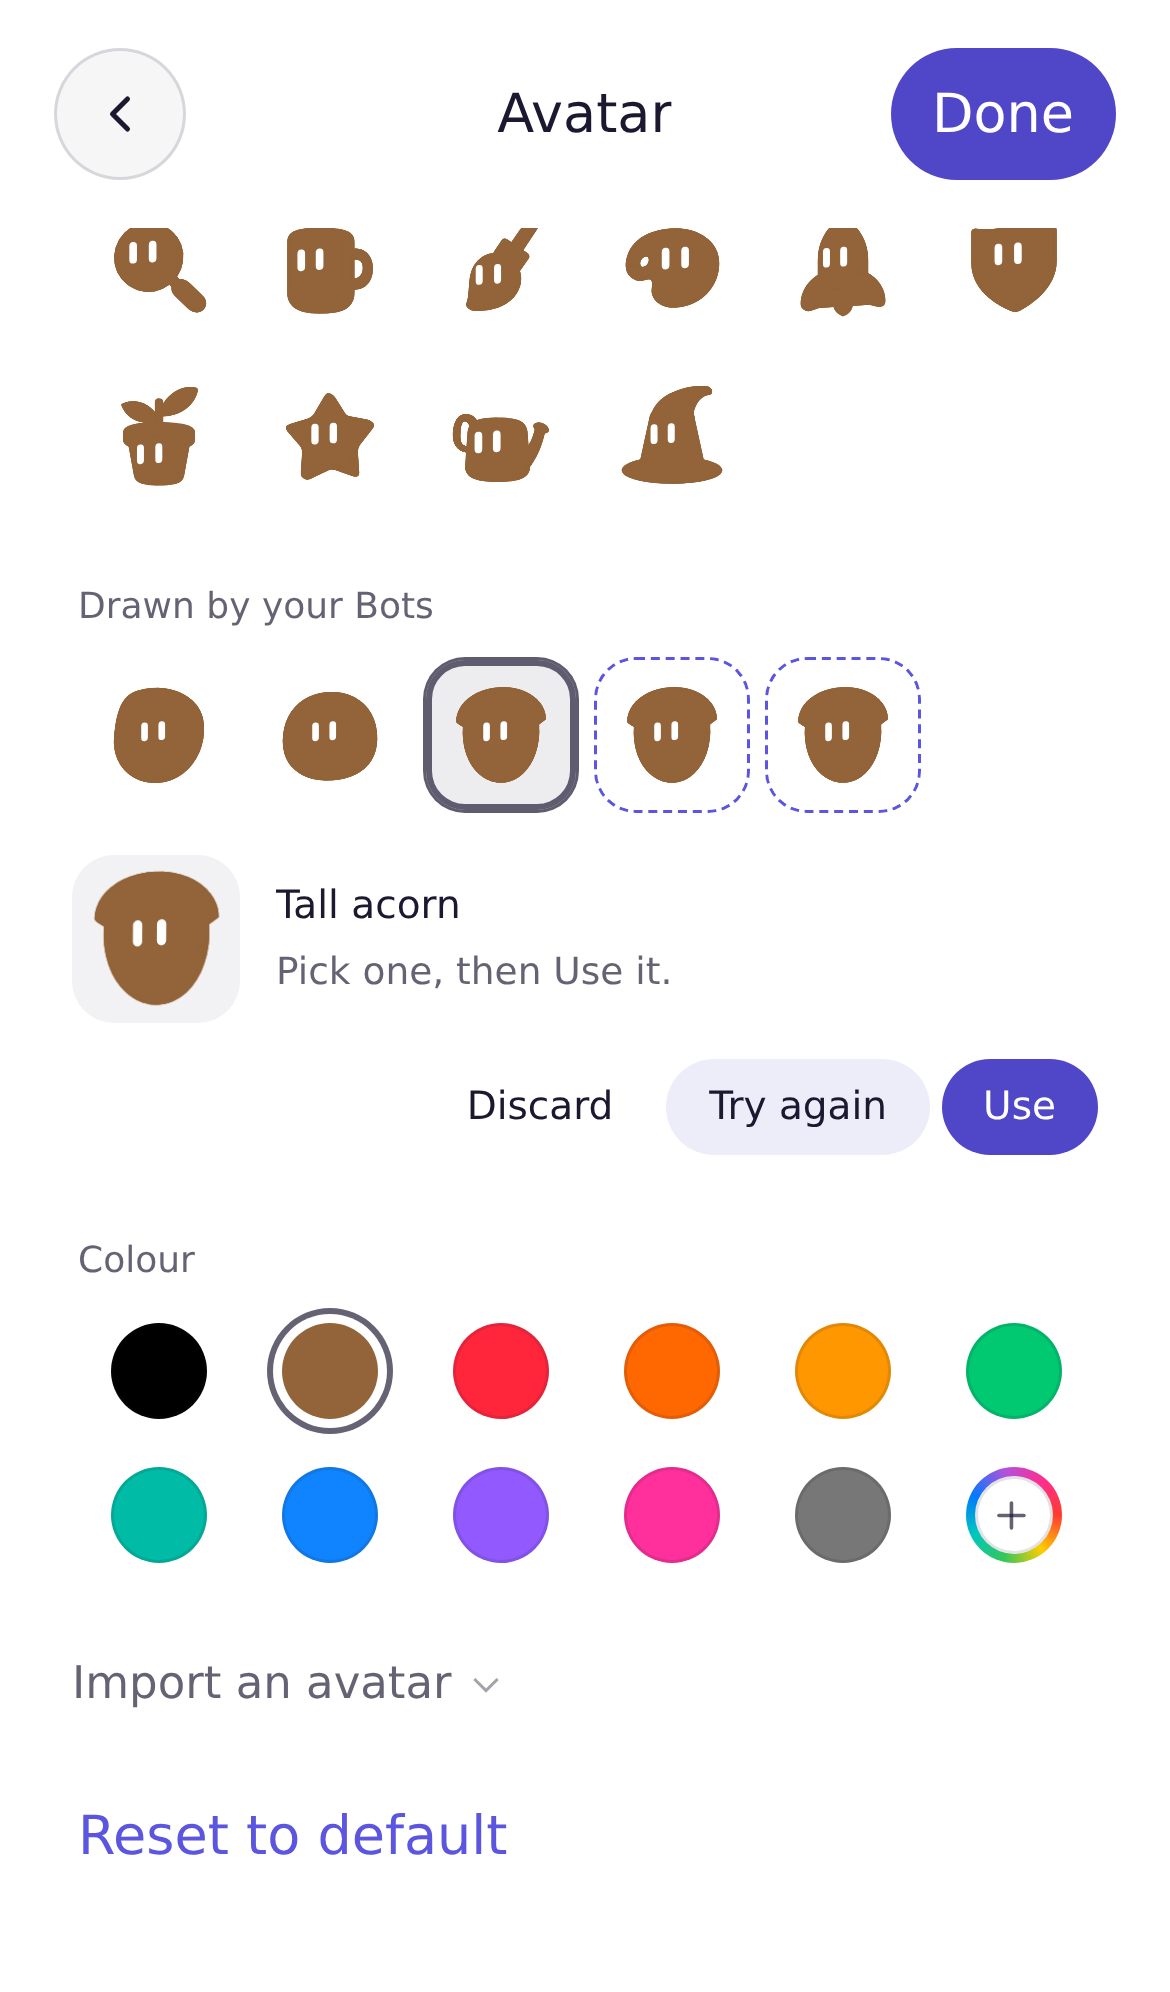 Avatar
Done
Drawn by your Bots
Tall acorn
Pick one, then Use it.
Discard
Try again
Use
Colour
Import an avatar
Reset to default